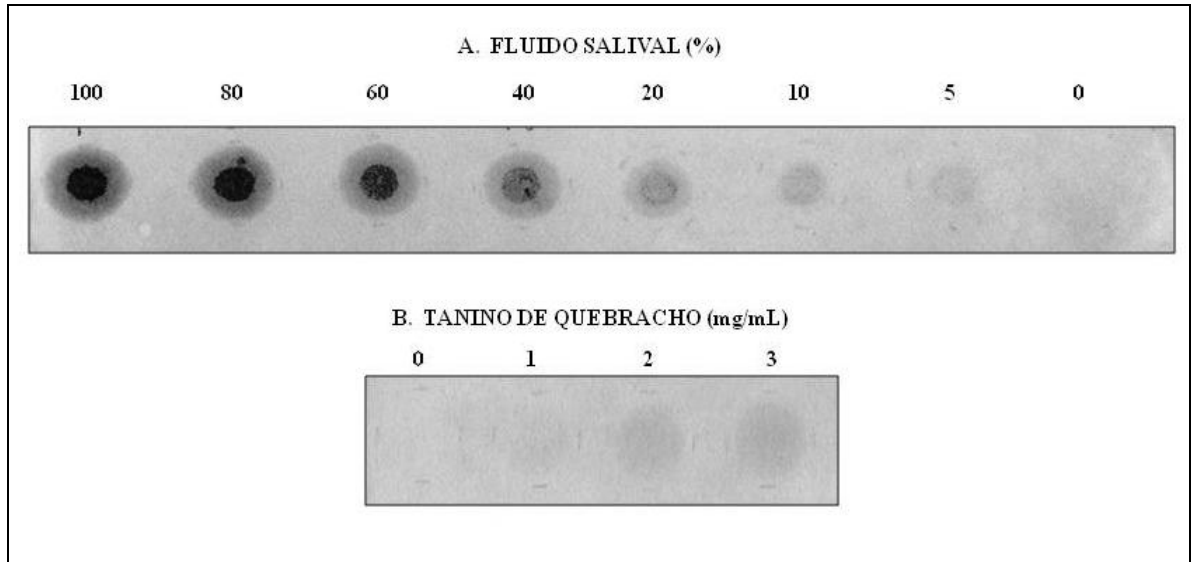 A. FLUIDO SALIVAL (%)
100 80 60 40 20 10 5 0
B. TANINO DE QUEBRACHO (mg/mL)
0 1 2 3